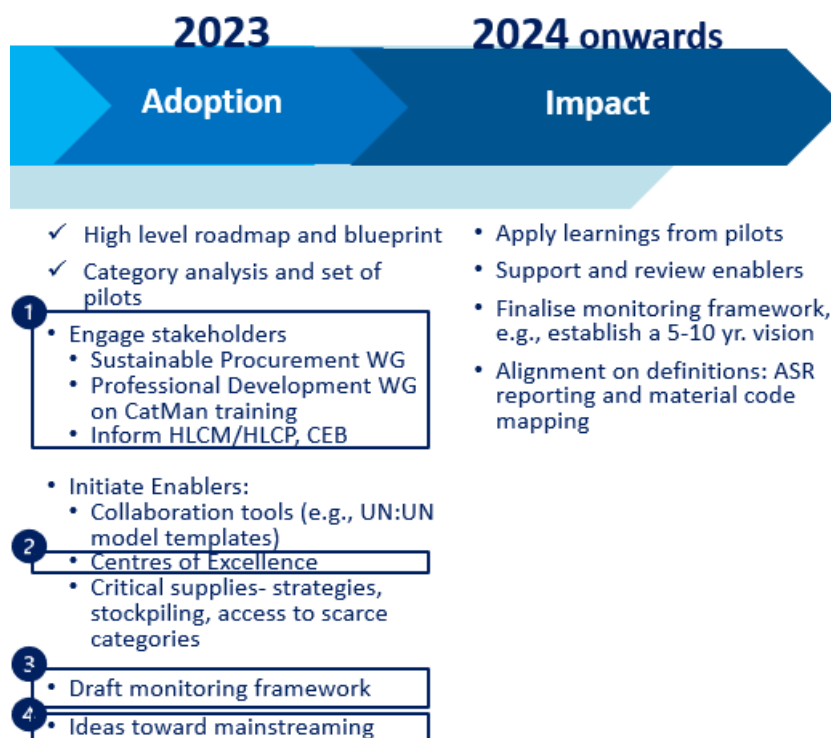 2023
2024 onwards
Adoption
Impact
✓ High level roadmap and blueprint
✓ Category analysis and set of
pilots
1
• Engage stakeholders
• Sustainable Procurement WG
• Professional Development WG
on CatMan training
• Inform HLCM/HLCP, CEB
• Initiate Enablers:
• Collaboration tools (e.g., UN:UN
model templates)
2
• Centres of Excellence
• Critical supplies- strategies,
stockpiling, access to scarce
categories
3
• Draft monitoring framework
4
• Ideas toward mainstreaming
• Apply learnings from pilots
• Support and review enablers
• Finalise monitoring framework,
e.g., establish a 5-10 yr. vision
• Alignment on definitions: ASR
reporting and material code
mapping